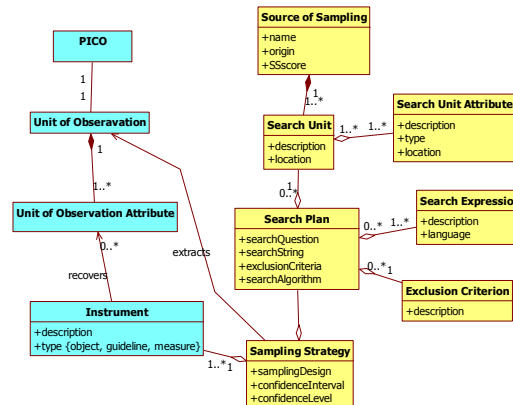 Source of Sampling
+name
+origin
+SSscore
PICO
1
1
1
1..*
Unit of Obseravation
1
1..*
Search Unit
+description
+location
1..*
1..*
Search Unit Attribute
+description
+type
+location
1
0..*
Unit of Observation Attribute
0..*
recovers
extracts
Search Plan
+searchQuestion
+searchString
+exclusionCriteria
+searchAlgorithm
0..*
1..*
Search Expression
+description
+language
0..*
1
Exclusion Criterion
+description
Instrument
+description
+type {object, guideline, measure}
1..*
1
Sampling Strategy
+samplingDesign
+confidenceInterval
+confidenceLevel